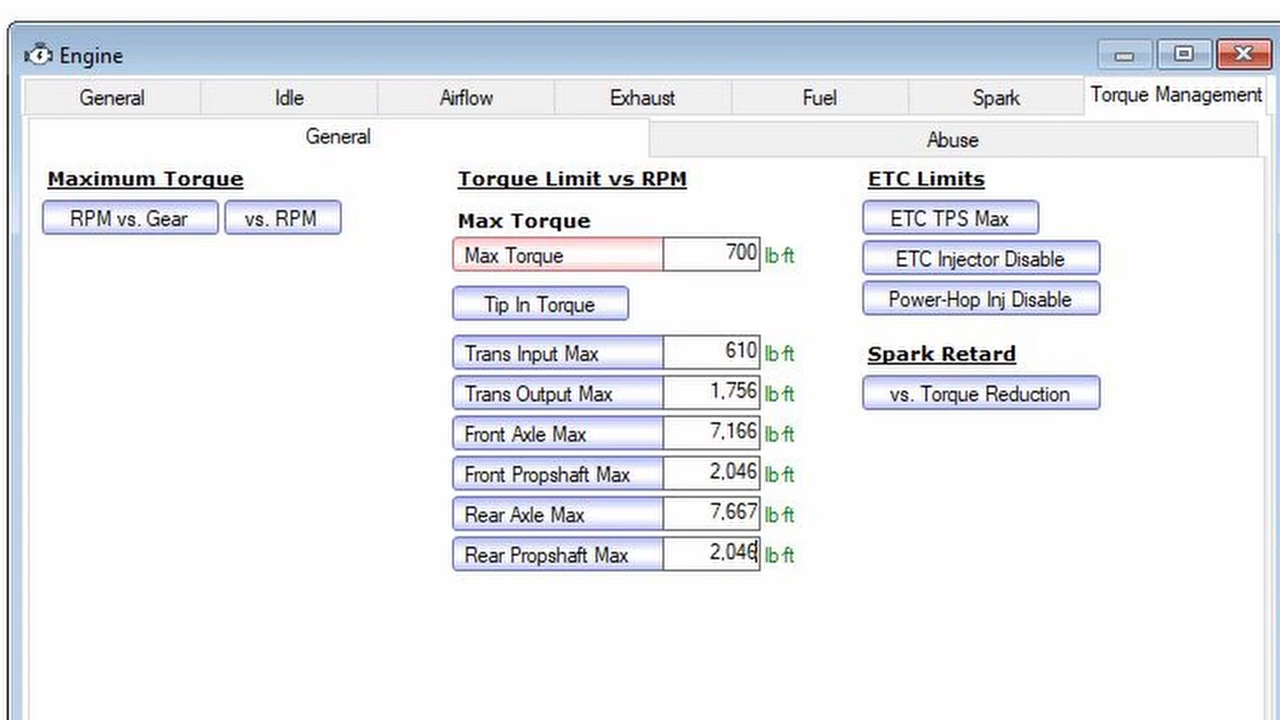 Engine
General Idle Airflow Exhaust Fuel Spark Torque Management
General Abuse
Maximum Torque
RPM vs. Gear vs. RPM
Torque Limit vs RPM
Max Torque
Max Torque 700 lb·ft
Tip In Torque
Trans Input Max 610 lb·ft
Trans Output Max 1,756 lb·ft
Front Axle Max 7,166 lb·ft
Front Propshaft Max 2,046 lb·ft
Rear Axle Max 7,667 lb·ft
Rear Propshaft Max 2,046 lb·ft
ETC Limits
ETC TPS Max
ETC Injector Disable
Power-Hop Inj Disable
Spark Retard
vs. Torque Reduction